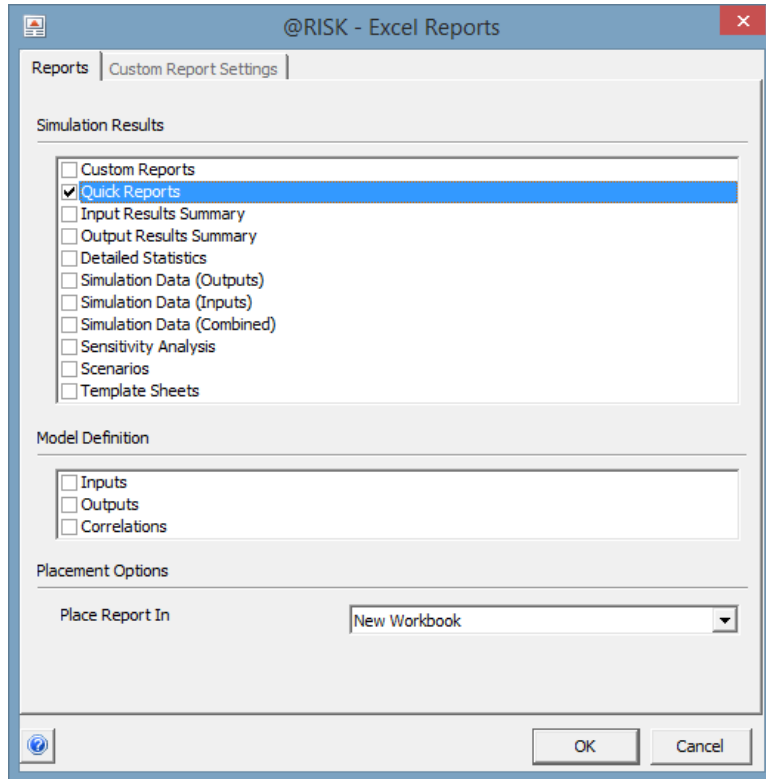 @RISK - Excel Reports
Reports
Custom Report Settings
Simulation Results
Custom Reports
Quick Reports
Input Results Summary
Output Results Summary
Detailed Statistics
Simulation Data (Outputs)
Simulation Data (Inputs)
Simulation Data (Combined)
Sensitivity Analysis
Scenarios
Template Sheets
Model Definition
Inputs
Outputs
Correlations
Placement Options
Place Report In
New Workbook
OK
Cancel